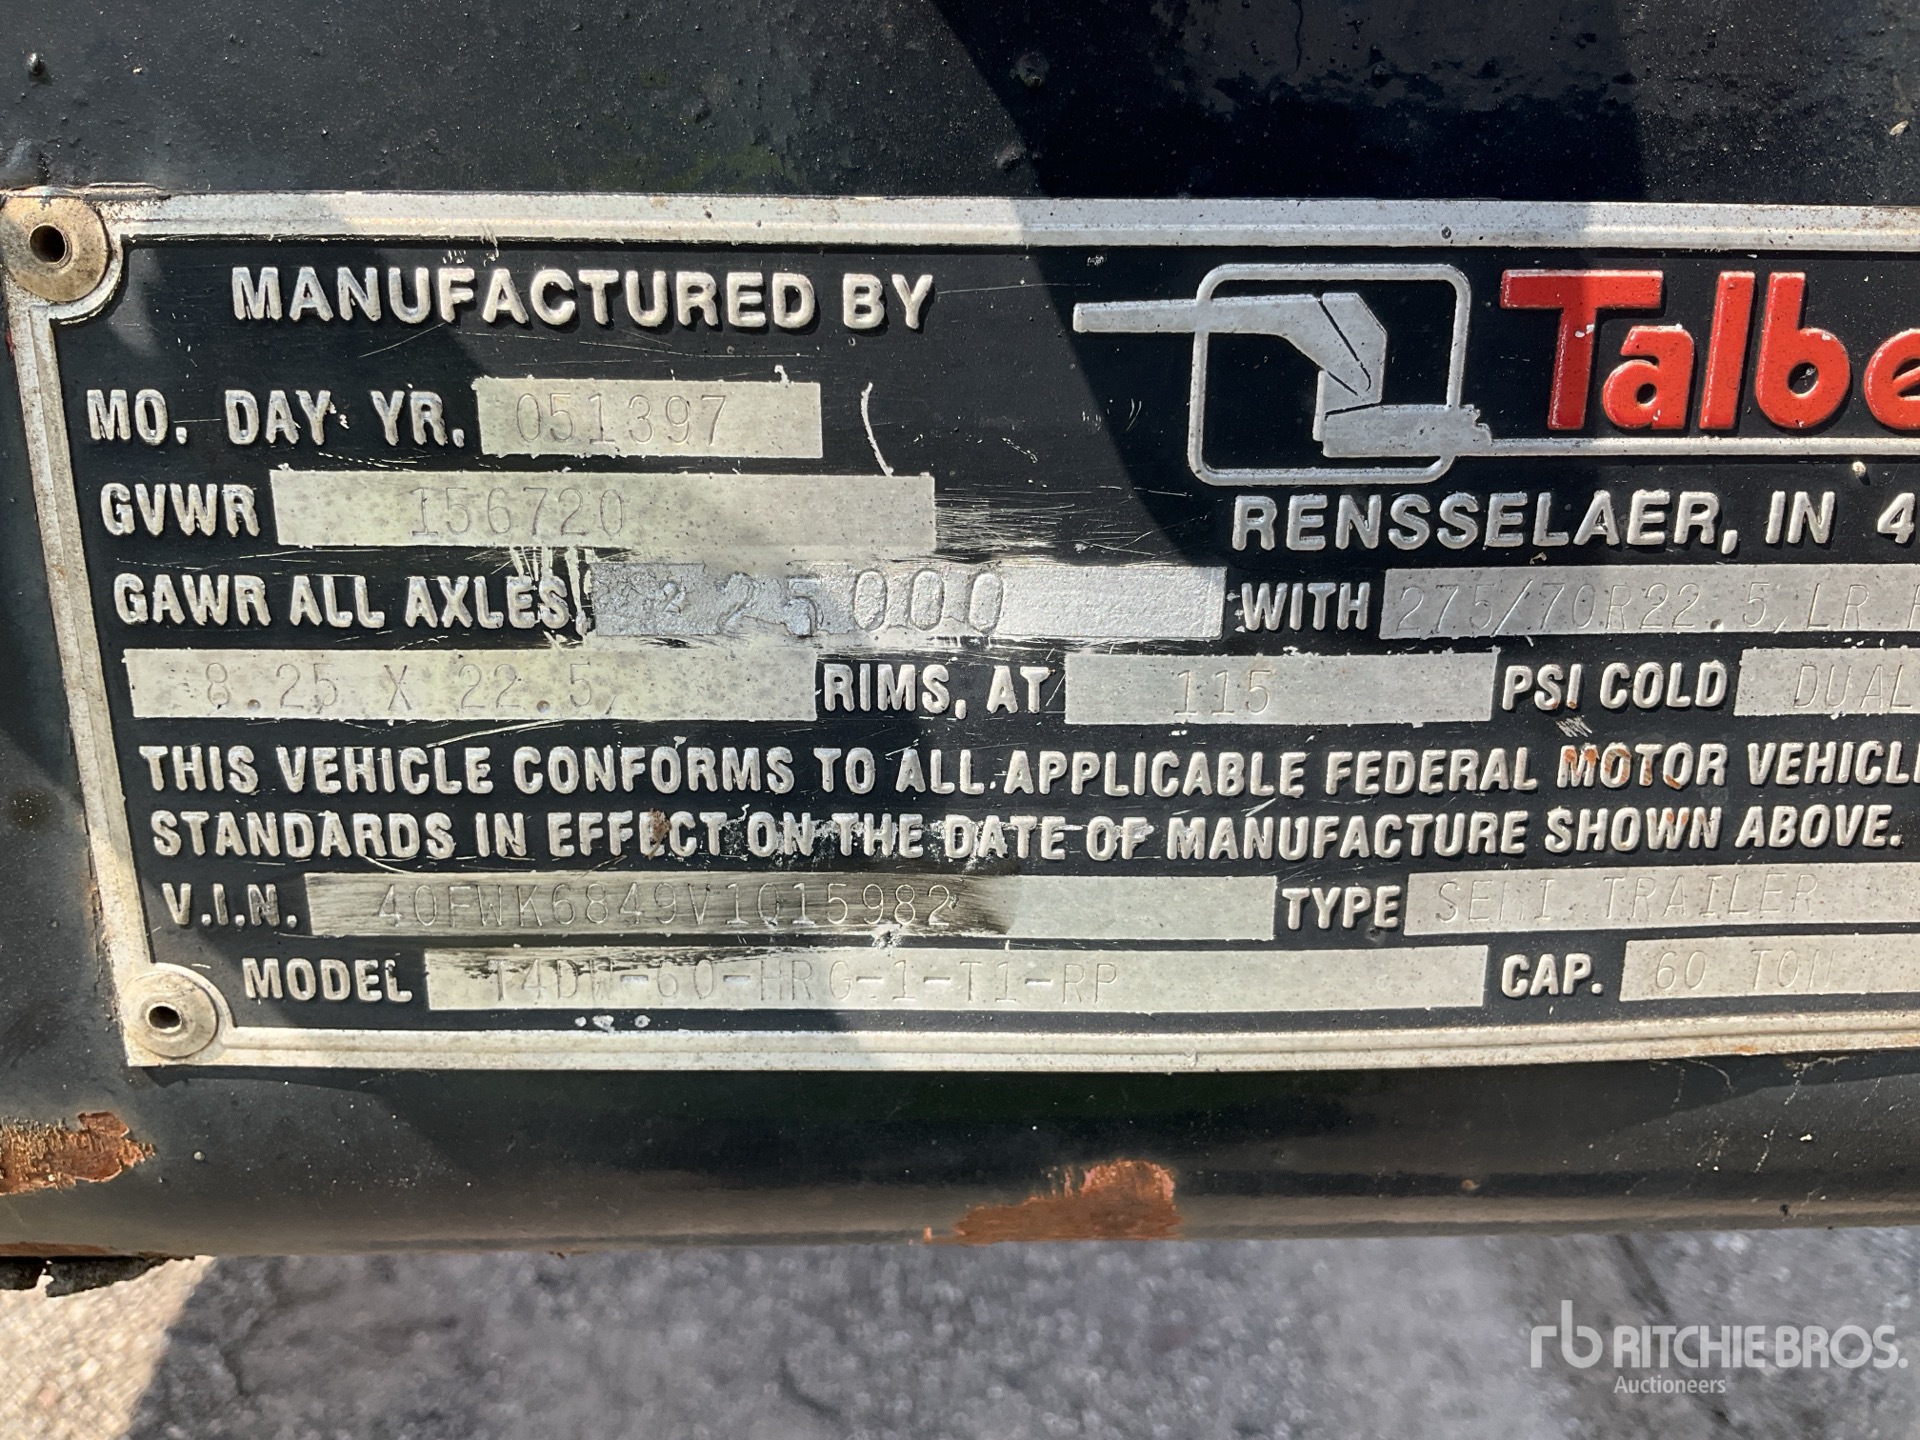 MANUFACTURED BY
Talbe
MO. DAY YR. 051397
GVWR 156720
RENSSELAER, IN 4
GAWR ALL AXLES, 225000 WITH 275/70R22.5, LR
8.25 X 22.5, RIMS, AT 115 PSI COLD DUAL
THIS VEHICLE CONFORMS TO ALL APPLICABLE FEDERAL MOTOR VEHICL
STANDARDS IN EFFECT ON THE DATE OF MANUFACTURE SHOWN ABOVE.
V.I.N. 40FWK6849V1015982 TYPE SEMI TRAILER
MODEL T4DW-60-HRG-1-T1-RP CAP. 60 TON
rb RITCHIE BROS.
Auctioneers